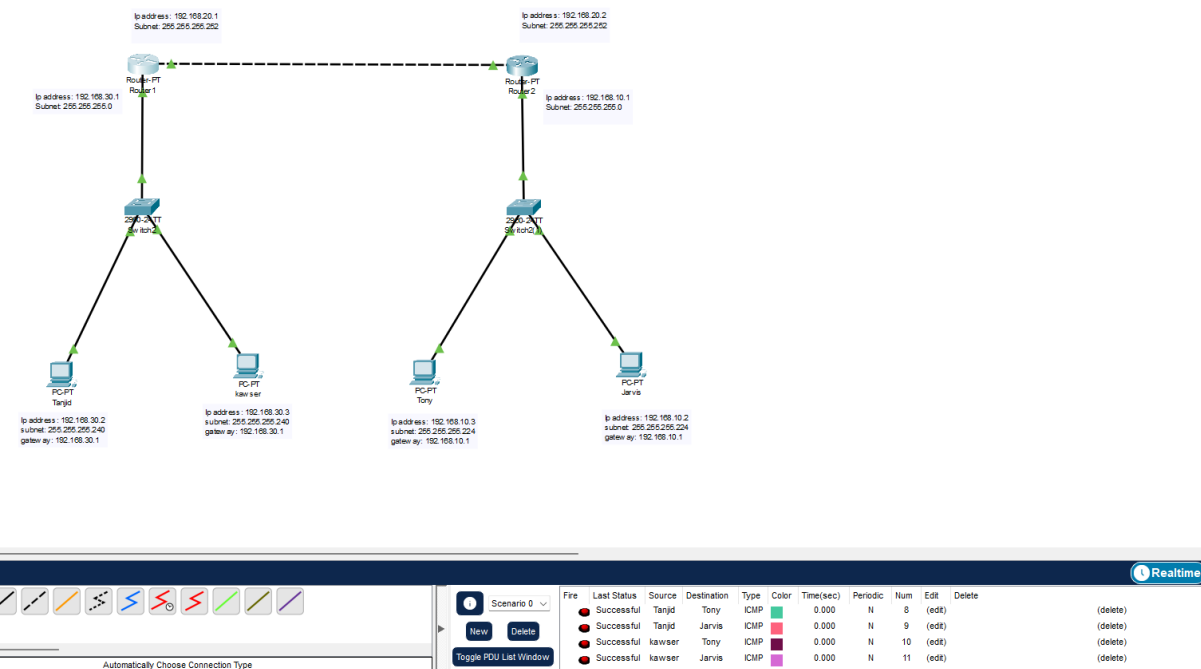 Ip address: 192.168.20.1
Subnet: 255.255.255.252
Ip address: 192.168.20.2
Subnet: 255.255.255.252
Router-PT
Router1
Router-PT
Router2
Ip address: 192.168.30.1
Subnet: 255.255.255.0
Ip address: 192.168.10.1
Subnet: 255.255.255.0
2960-24TT
Switch2
2960-24TT
Switch2(1)
PC-PT
Tanjid
PC-PT
kawser
PC-PT
Tony
PC-PT
Jarvis
Ip address: 192.168.30.2
subnet: 255.255.255.240
gateway: 192.168.30.1
Ip address: 192.168.30.3
subnet: 255.255.255.240
gateway: 192.168.30.1
Ip address: 192.168.10.3
subnet: 255.255.255.224
gateway: 192.168.10.1
Ip address: 192.168.10.2
subnet: 255.255.255.224
gateway: 192.168.10.1
Realtime
Scenario 0
New Delete
Toggle PDU List Window
Automatically Choose Connection Type
Fire Last Status Source Destination Type Color Time(sec) Periodic Num Edit Delete
Successful Tanjid Tony ICMP 0.000 N 8 (edit) (delete)
Successful Tanjid Jarvis ICMP 0.000 N 9 (edit) (delete)
Successful kawser Tony ICMP 0.000 N 10 (edit) (delete)
Successful kawser Jarvis ICMP 0.000 N 11 (edit) (delete)